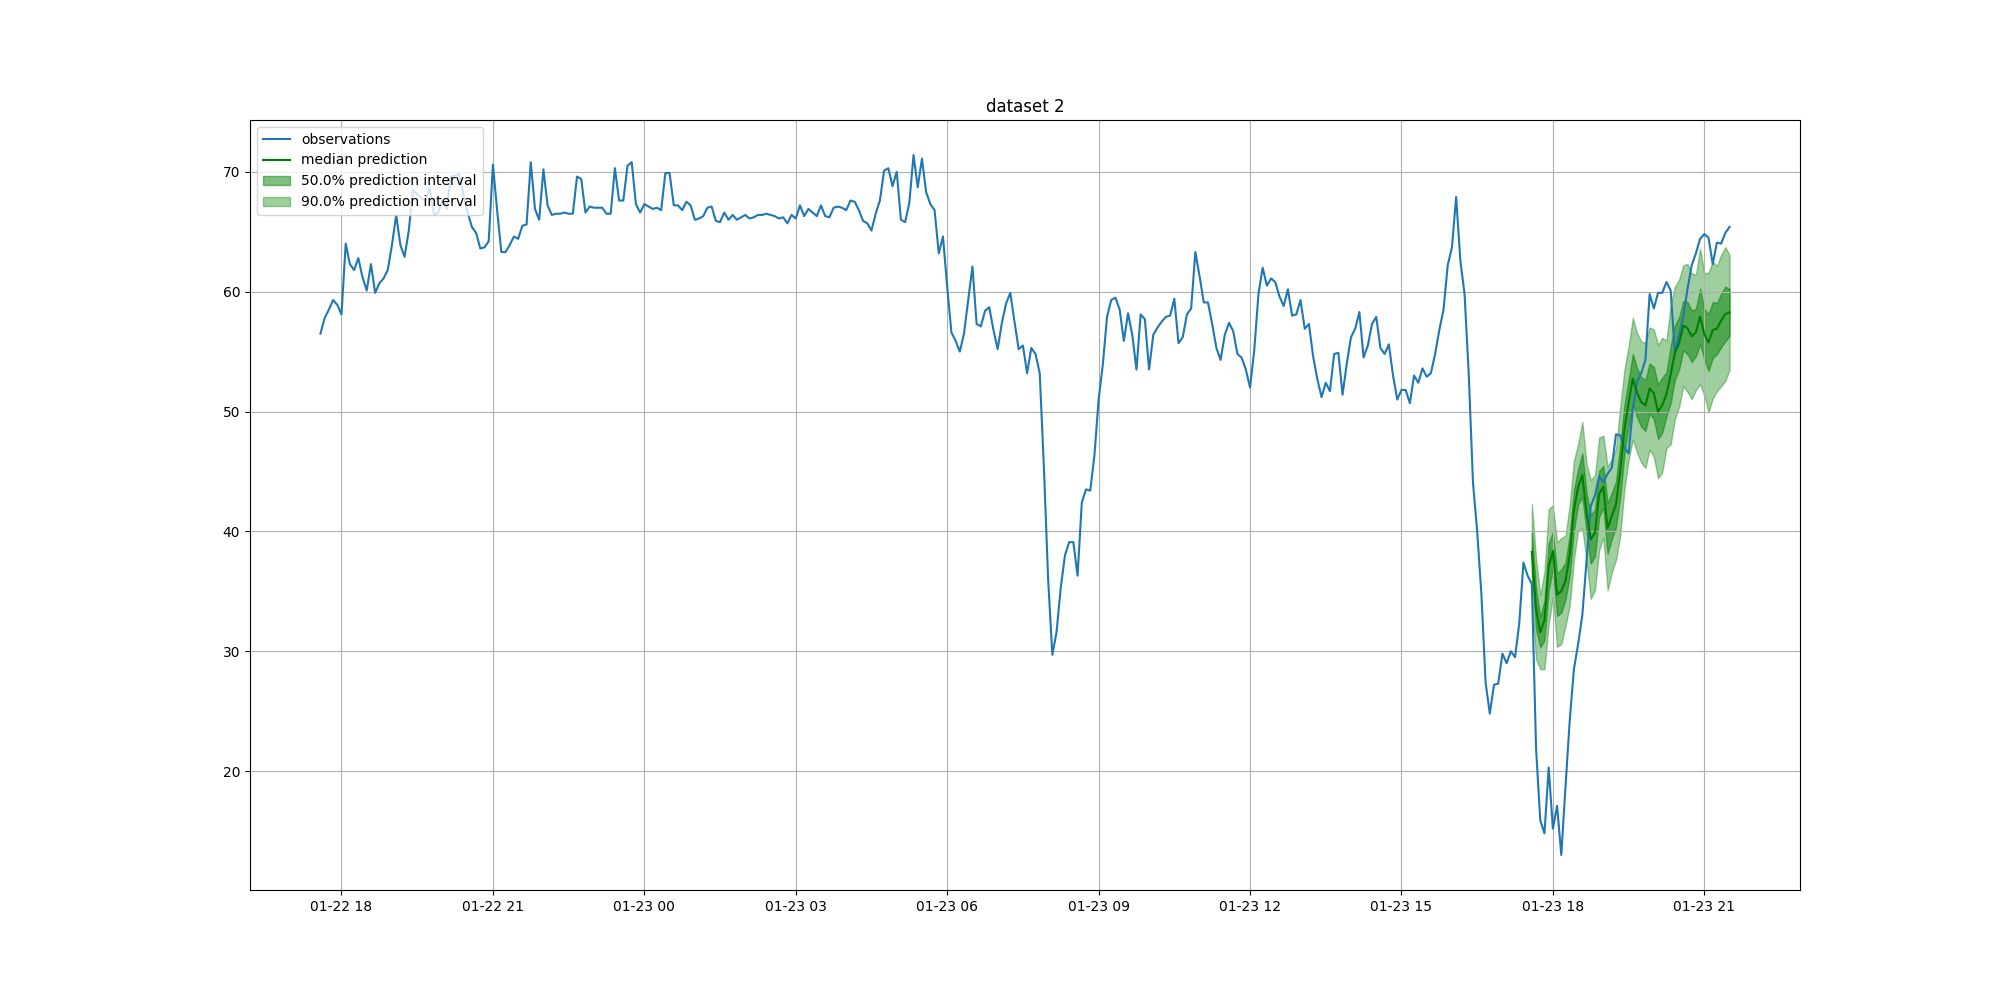 dataset 2
observations
median prediction
50.0% prediction interval
90.0% prediction interval
70
60
50
40
30
20
01-22 18 01-22 21 01-23 00 01-23 03 01-23 06 01-23 09 01-23 12 01-23 15 01-23 18 01-23 21